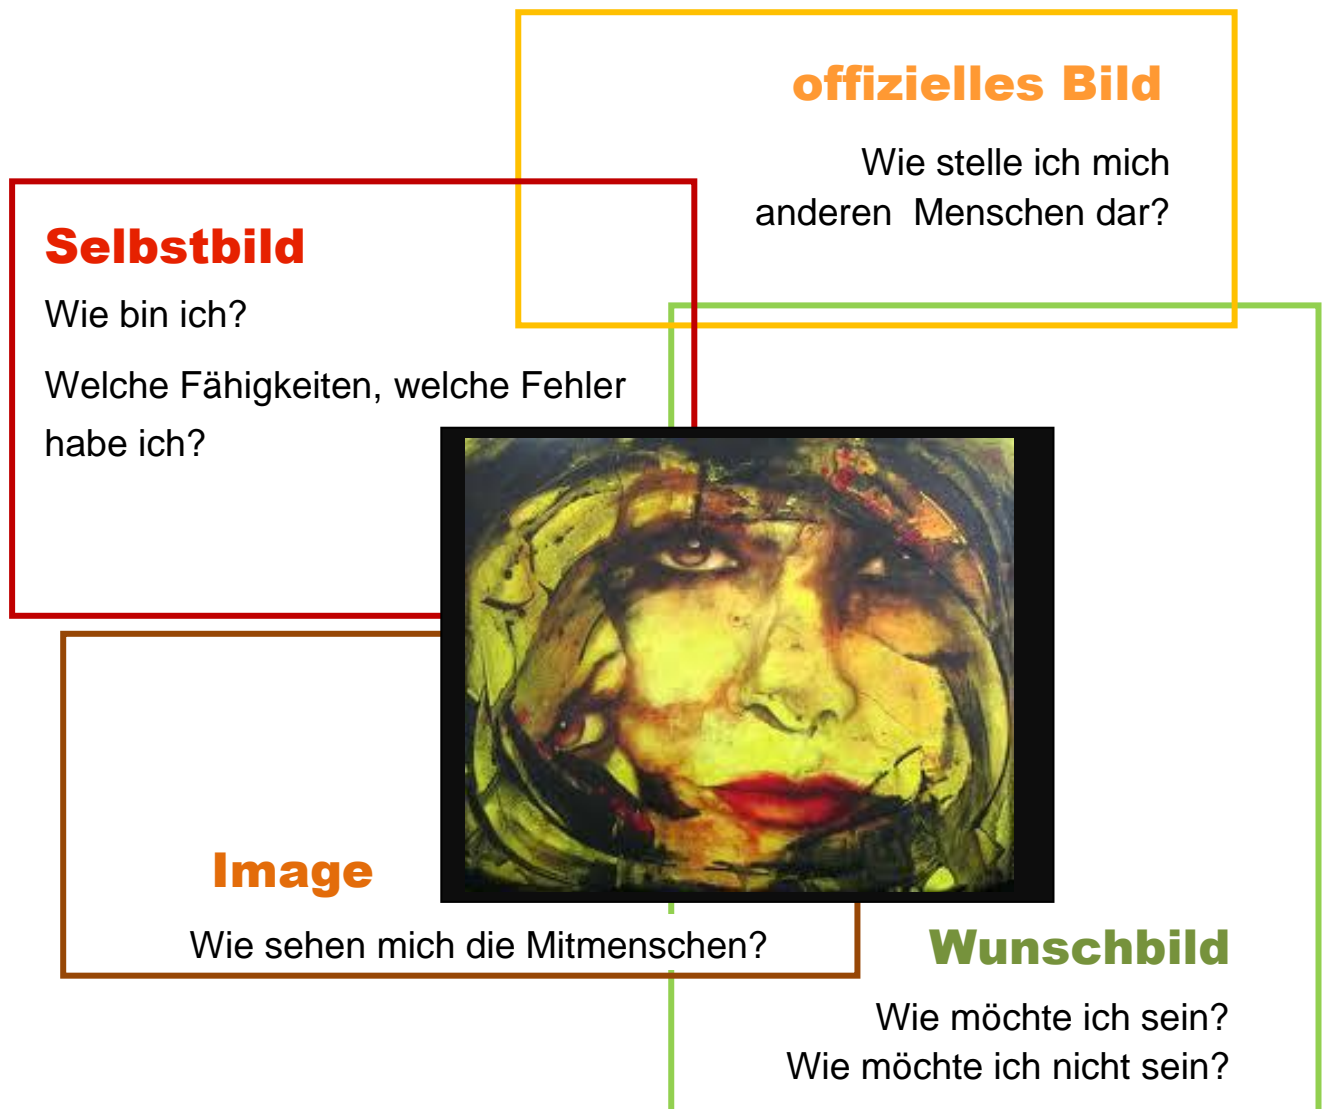 offizielles Bild
Wie stelle ich mich
anderen Menschen dar?
Selbstbild
Wie bin ich?
Welche Fähigkeiten, welche Fehler
habe ich?
Image
Wie sehen mich die Mitmenschen?
Wunschbild
Wie möchte ich sein?
Wie möchte ich nicht sein?